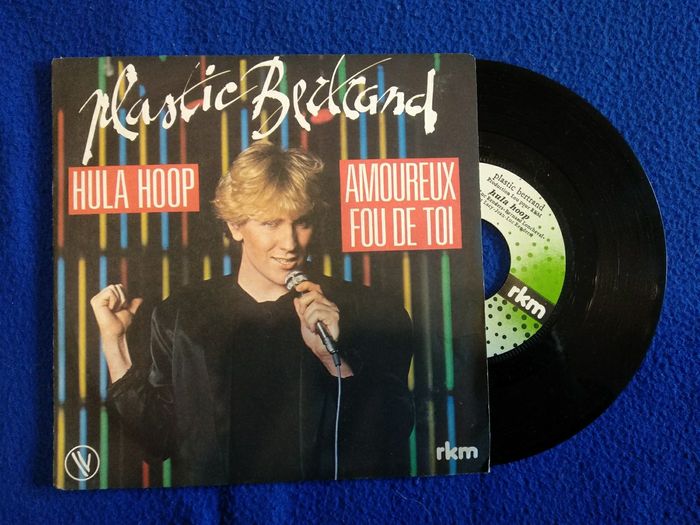 plastic Bertrand
HULA HOOP
AMOUREUX
FOU DE TOI
rkm
plastic bertrand
hula hoop
rkm